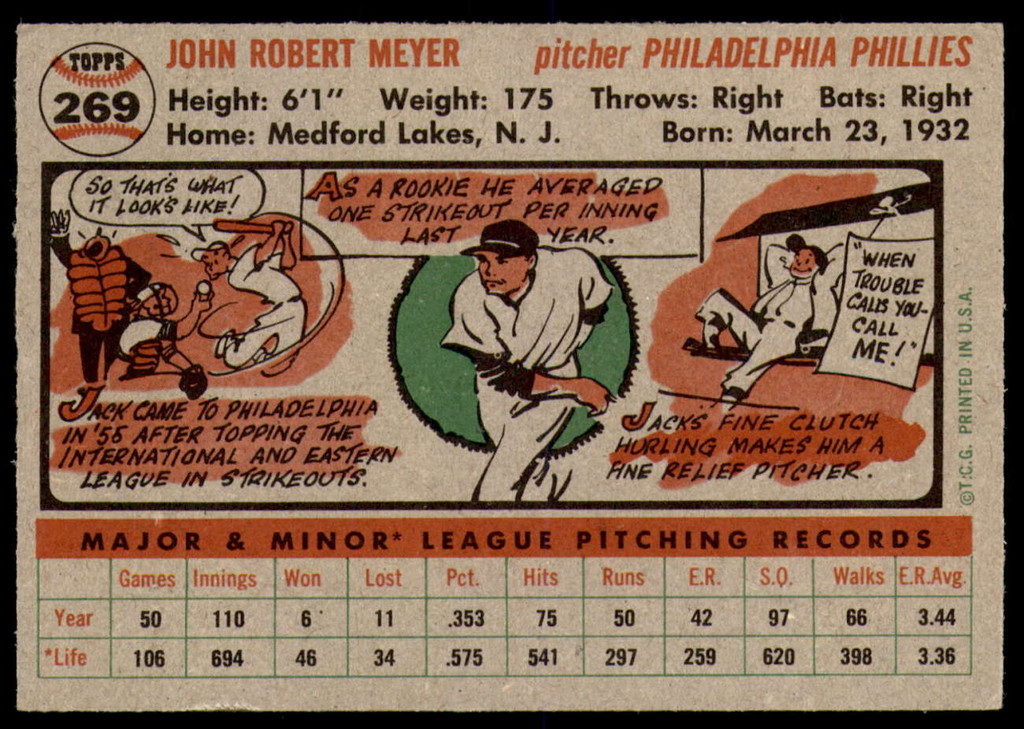 TOPPS
269
JOHN ROBERT MEYER pitcher PHILADELPHIA PHILLIES
Height: 6'1" Weight: 175 Throws: Right Bats: Right
Home: Medford Lakes, N. J. Born: March 23, 1932
SO THAT'S WHAT
IT LOOK'S LIKE!
AS A ROOKIE HE AVERAGED
ONE STRIKEOUT PER INNING
LAST YEAR.
"WHEN
TROUBLE
CALLS YOU-
CALL
ME!"
JACK CAME TO PHILADELPHIA
IN '55 AFTER TOPPING THE
INTERNATIONAL AND EASTERN
LEAGUE IN STRIKEOUTS.
JACK'S FINE CLUTCH
HURLING MAKES HIM A
FINE RELIEF PITCHER.
©T.C.G. PRINTED IN U.S.A.
MAJOR & MINOR* LEAGUE PITCHING RECORDS
Games Innings Won Lost Pct. Hits Runs E.R. S.O. Walks E.R.Avg.
Year 50 110 6 11 .353 75 50 42 97 66 3.44
*Life 106 694 46 34 .575 541 297 259 620 398 3.36